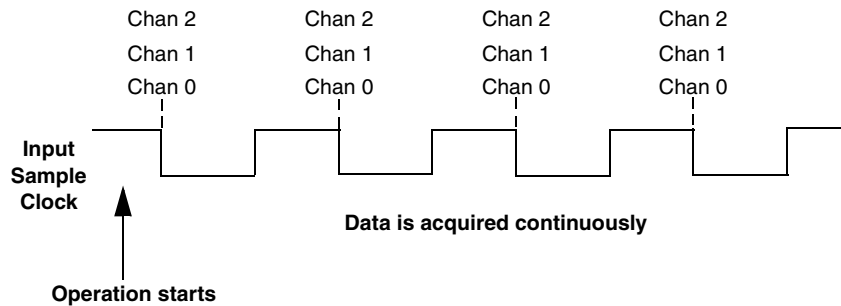 Chan 2 Chan 2 Chan 2 Chan 2
Chan 1 Chan 1 Chan 1 Chan 1
Chan 0 Chan 0 Chan 0 Chan 0
Input
Sample
Clock
Data is acquired continuously
Operation starts